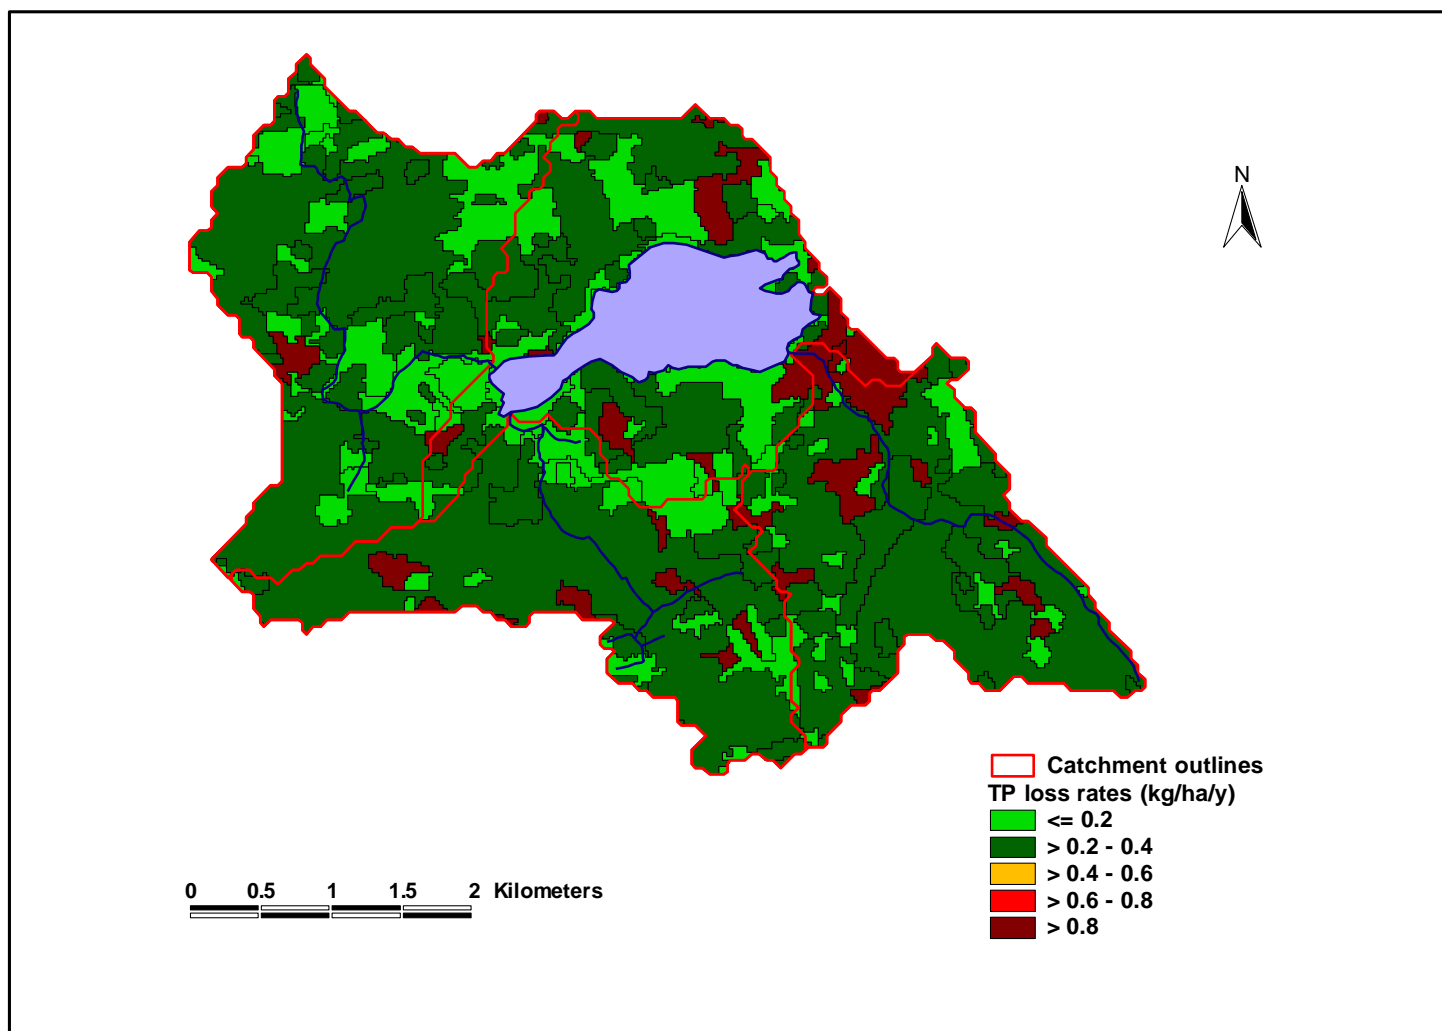 N
Catchment outlines
TP loss rates (kg/ha/y)
<= 0.2
> 0.2 - 0.4
> 0.4 - 0.6
> 0.6 - 0.8
> 0.8
0 0.5 1 1.5 2 Kilometers